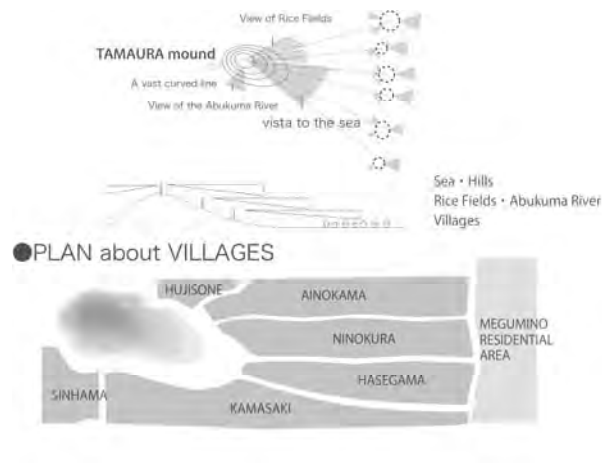 View of Rice Fields
TAMAURA mound
A vast curved line
View of the Abukuma River
vista to the sea
Sea・Hills
Rice Fields・Abukuma River
Villages
●PLAN about VILLAGES
HUJISONE
AINOKAMA
NINOKURA
MEGUMINO
RESIDENTIAL
AREA
HASEGAMA
SINHAMA
KAMASAKI